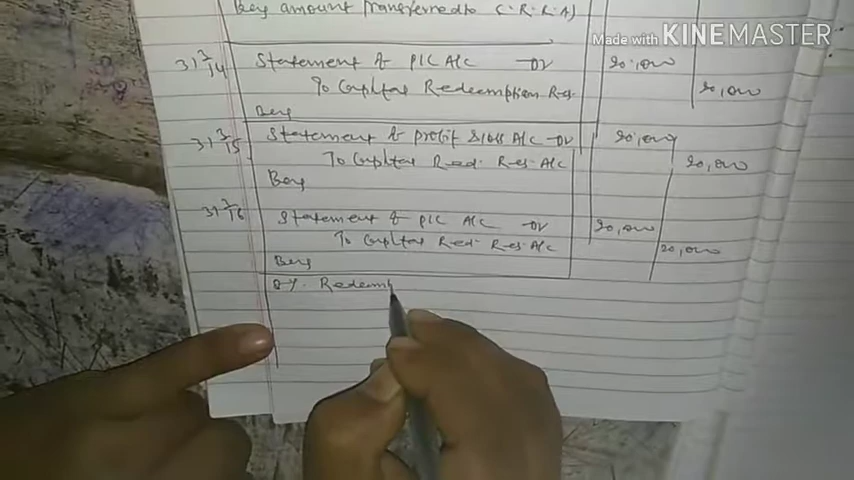 Being amount Transferred to C.R.R.A)
Made with KINEMASTER
31/3/14 Statement of P/L A/C Dr 20,000
To Capital Redeemption Res. 20,000
Being
31/3/15 Statement of profit & loss A/C Dr 20,000
To Capital Red. Res. A/C 20,000
Being
31/3/16 Statement of P/L A/C Dr 20,000
To Capital Red. Res. A/C 20,000
Being
8%. Redeem